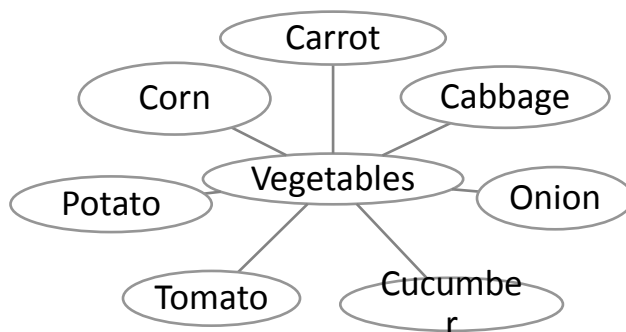 Carrot
Corn
Cabbage
Vegetables
Potato
Onion
Tomato
Cucumbe
r